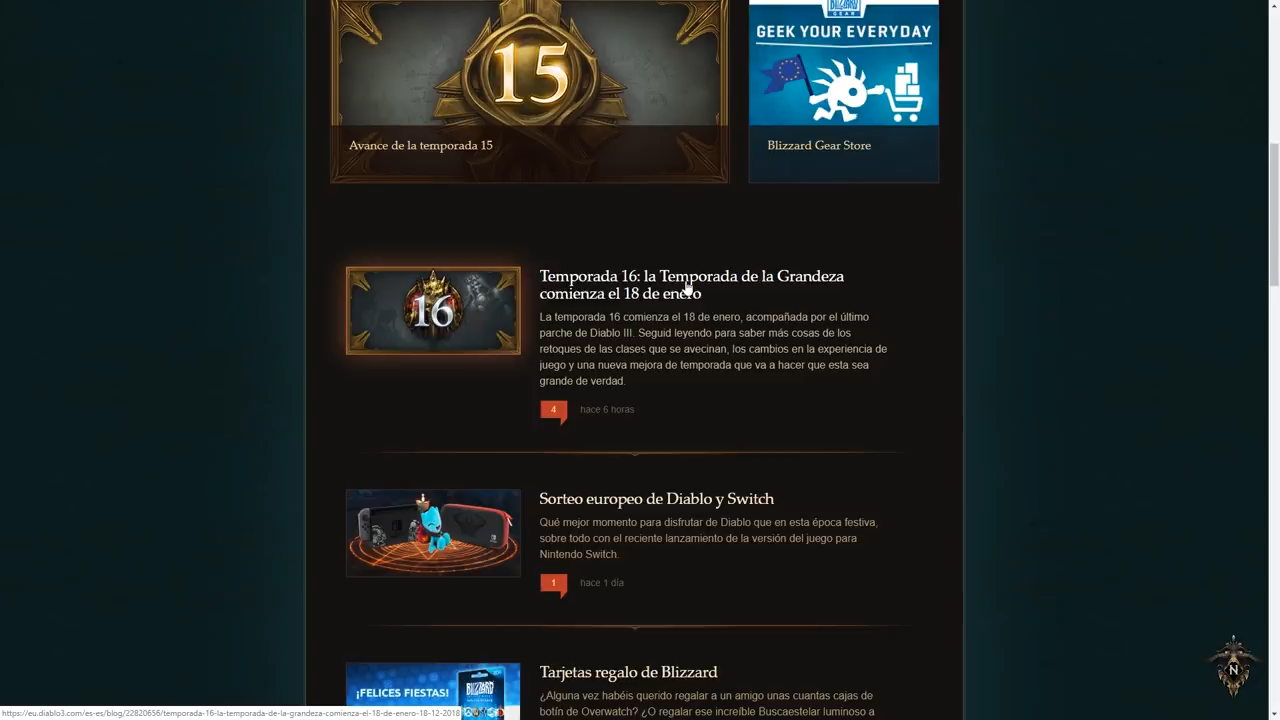 15
BLIZZARD
GEAR
GEEK YOUR EVERYDAY
Avance de la temporada 15
Blizzard Gear Store
16
Temporada 16: la Temporada de la Grandeza
comienza el 18 de enero
La temporada 16 comienza el 18 de enero, acompañada por el último
parche de Diablo III. Seguid leyendo para saber más cosas de los
retoques de las clases que se avecinan, los cambios en la experiencia de
juego y una nueva mejora de temporada que va a hacer que esta sea
grande de verdad.
4
hace 6 horas
Sorteo europeo de Diablo y Switch
Qué mejor momento para disfrutar de Diablo que en esta época festiva,
sobre todo con el reciente lanzamiento de la versión del juego para
Nintendo Switch.
1
hace 1 día
¡FELICES FIESTAS!
BLIZZARD
Tarjetas regalo de Blizzard
¿Alguna vez habéis querido regalar a un amigo unas cuantas cajas de
botín de Overwatch? ¿O regalar ese increíble Buscaestelar luminoso a
N
https://eu.diablo3.com/es-es/blog/22820656/temporada-16-la-temporada-de-la-grandeza-comienza-el-18-de-enero-18-12-2018